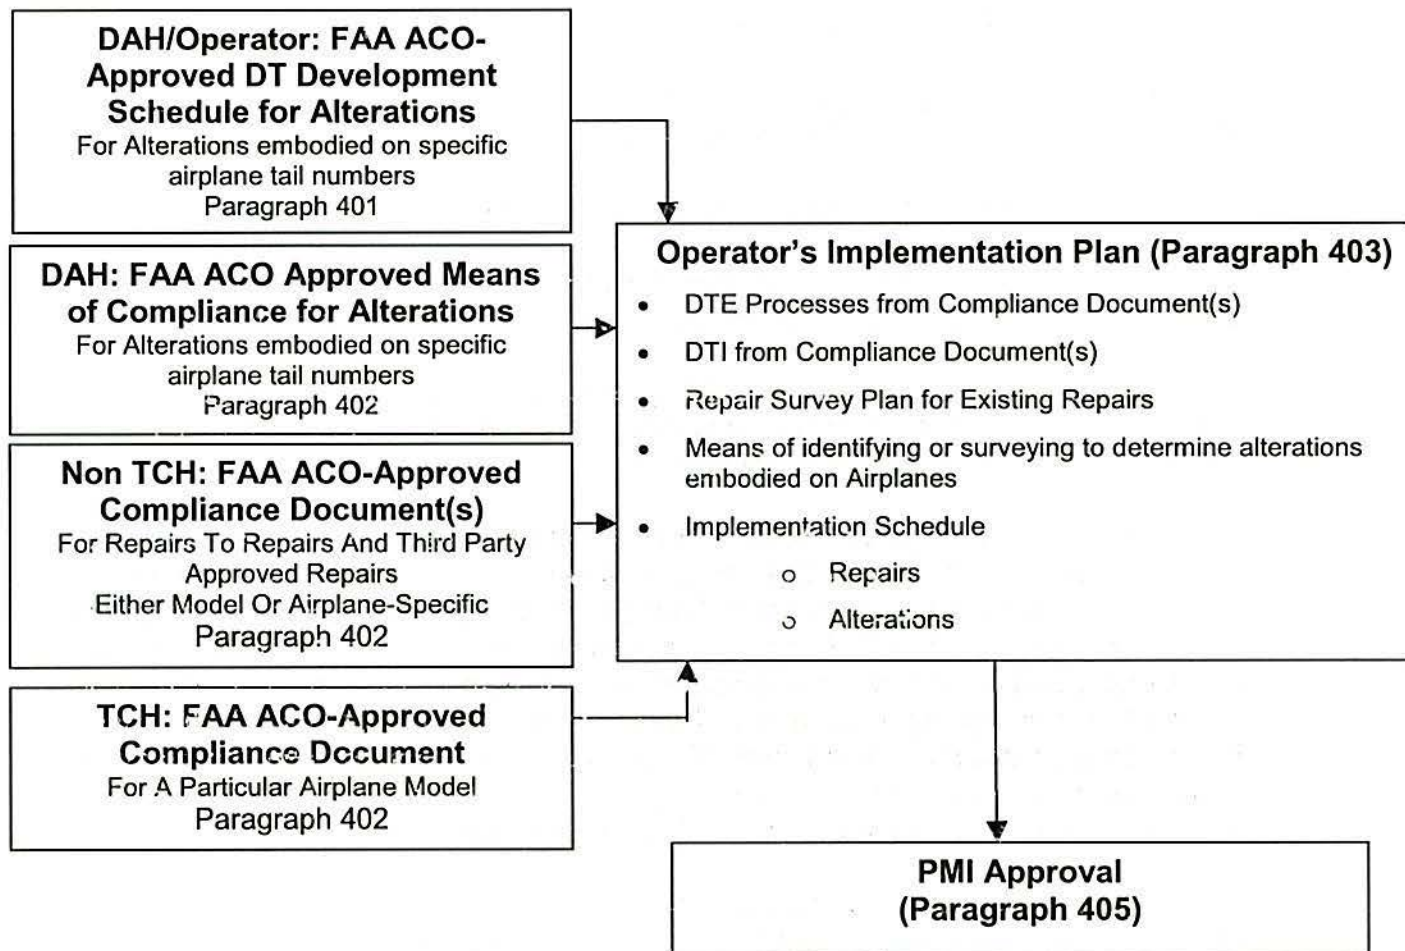 DAH/Operator: FAA ACO-
Approved DT Development
Schedule for Alterations
For Alterations embodied on specific
airplane tail numbers
Paragraph 401
DAH: FAA ACO Approved Means
of Compliance for Alterations
For Alterations embodied on specific
airplane tail numbers
Paragraph 402
Non TCH: FAA ACO-Approved
Compliance Document(s)
For Repairs To Repairs And Third Party
Approved Repairs
Either Model Or Airplane-Specific
Paragraph 402
TCH: FAA ACO-Approved
Compliance Document
For A Particular Airplane Model
Paragraph 402
Operator's Implementation Plan (Paragraph 403)
• DTE Processes from Compliance Document(s)
• DTI from Compliance Document(s)
• Repair Survey Plan for Existing Repairs
• Means of identifying or surveying to determine alterations
embodied on Airplanes
• Implementation Schedule
o Repairs
o Alterations
PMI Approval
(Paragraph 405)